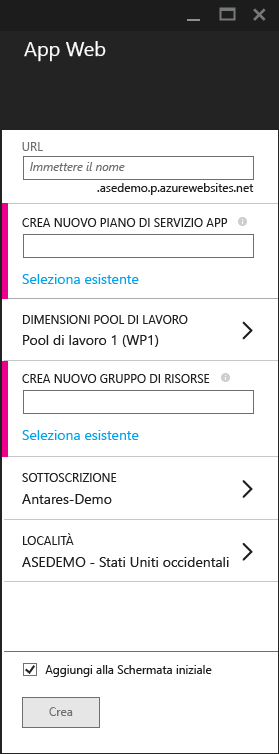 App Web
URL
Immettere il nome
.asedemo.p.azurewebsites.net
CREA NUOVO PIANO DI SERVIZIO APP
Seleziona esistente
DIMENSIONI POOL DI LAVORO
Pool di lavoro 1 (WP1)
CREA NUOVO GRUPPO DI RISORSE
Seleziona esistente
SOTTOSCRIZIONE
Antares-Demo
LOCALITÀ
ASEDEMO - Stati Uniti occidentali
Aggiungi alla Schermata iniziale
Crea